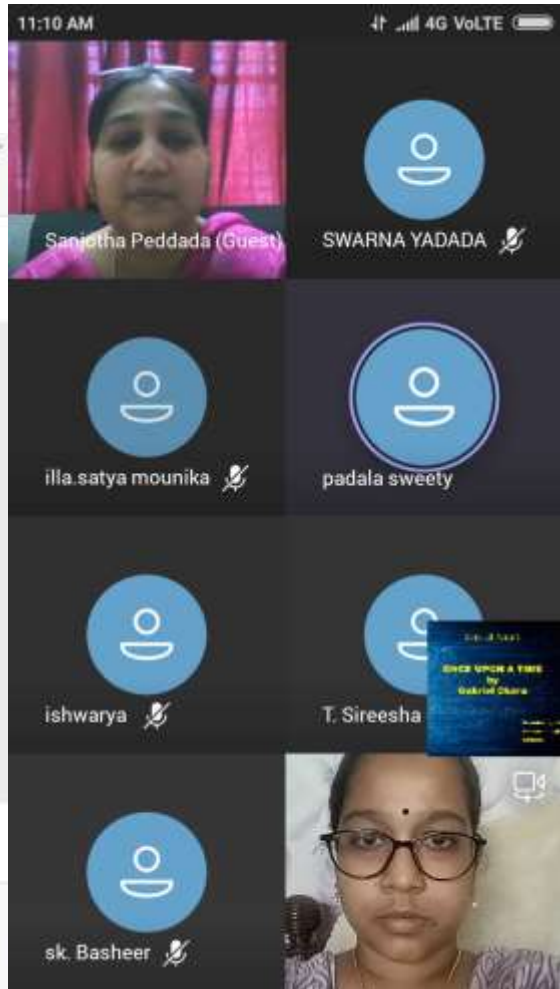 11:10 AM 4G VoLTE
Sanjotha Peddada (Guest)
SWARNA YADADA
illa.satya mounika
padala sweety
ishwarya
T. Sireesha
ONCE UPON A TIME
by
Gabriel Okara
sk. Basheer